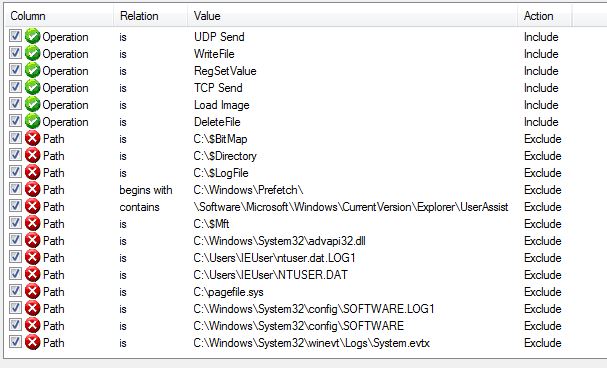 Column Relation Value Action
Operation is UDP Send Include
Operation is WriteFile Include
Operation is RegSetValue Include
Operation is TCP Send Include
Operation is Load Image Include
Operation is DeleteFile Include
Path is C:\$BitMap Exclude
Path is C:\$Directory Exclude
Path is C:\$LogFile Exclude
Path begins with C:\Windows\Prefetch\ Exclude
Path contains \Software\Microsoft\Windows\CurrentVersion\Explorer\UserAssist Exclude
Path is C:\$Mft Exclude
Path is C:\Windows\System32\advapi32.dll Exclude
Path is C:\Users\IEUser\ntuser.dat.LOG1 Exclude
Path is C:\Users\IEUser\NTUSER.DAT Exclude
Path is C:\pagefile.sys Exclude
Path is C:\Windows\System32\config\SOFTWARE.LOG1 Exclude
Path is C:\Windows\System32\config\SOFTWARE Exclude
Path is C:\Windows\System32\winevt\Logs\System.evtx Exclude